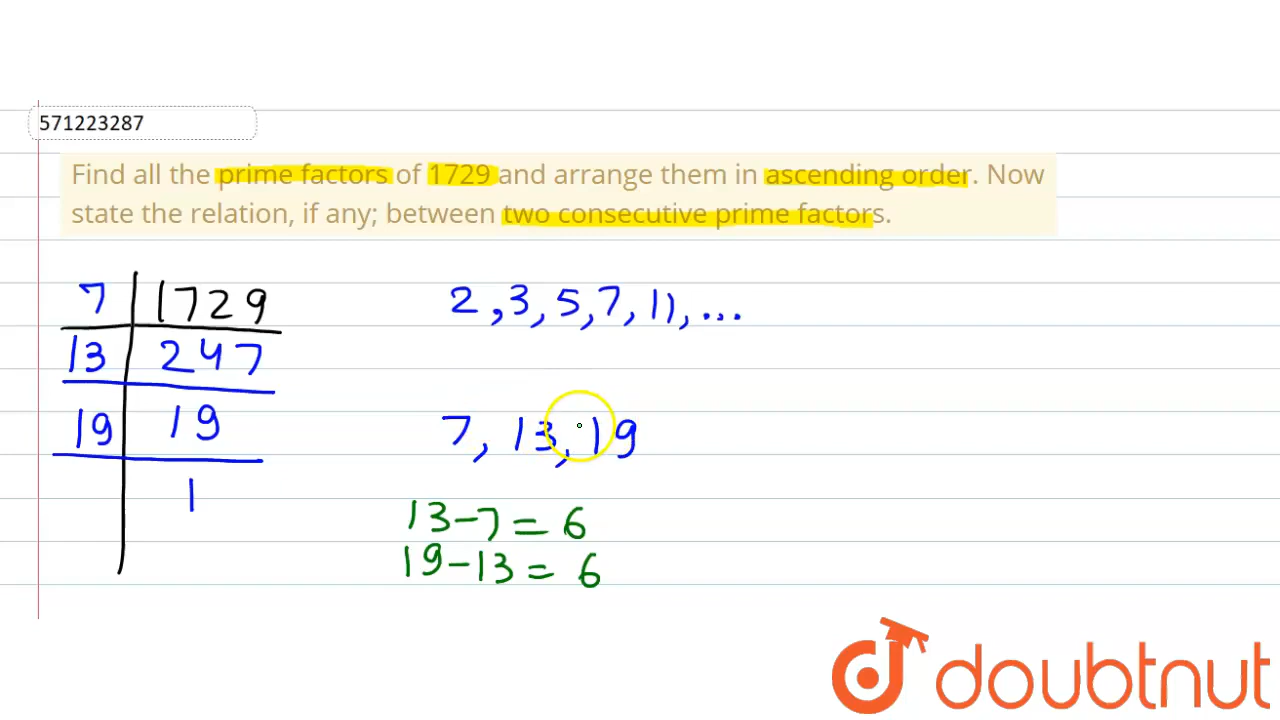 571223287
Find all the prime factors of 1729 and arrange them in ascending order. Now
state the relation, if any; between two consecutive prime factors.
7 1729
2, 3, 5, 7, 11, ...
13 247
19 19
7, 13, 19
1
13-7 = 6
19-13 = 6
doubtnut